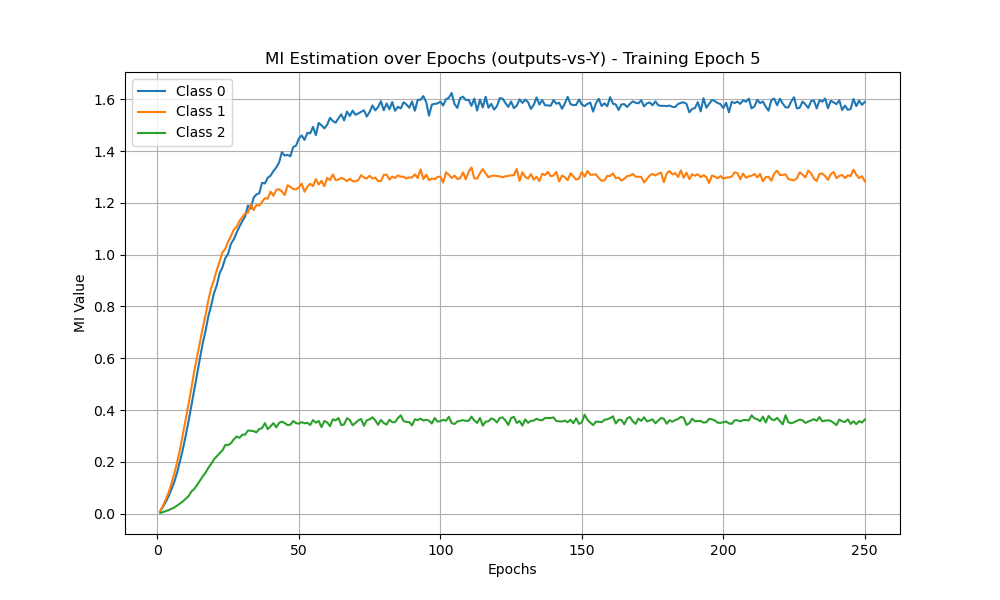 MI Estimation over Epochs (outputs-vs-Y) - Training Epoch 5
Class 0
Class 1
Class 2
MI Value
1.6
1.4
1.2
1.0
0.8
0.6
0.4
0.2
0.0
0 50 100 150 200 250
Epochs